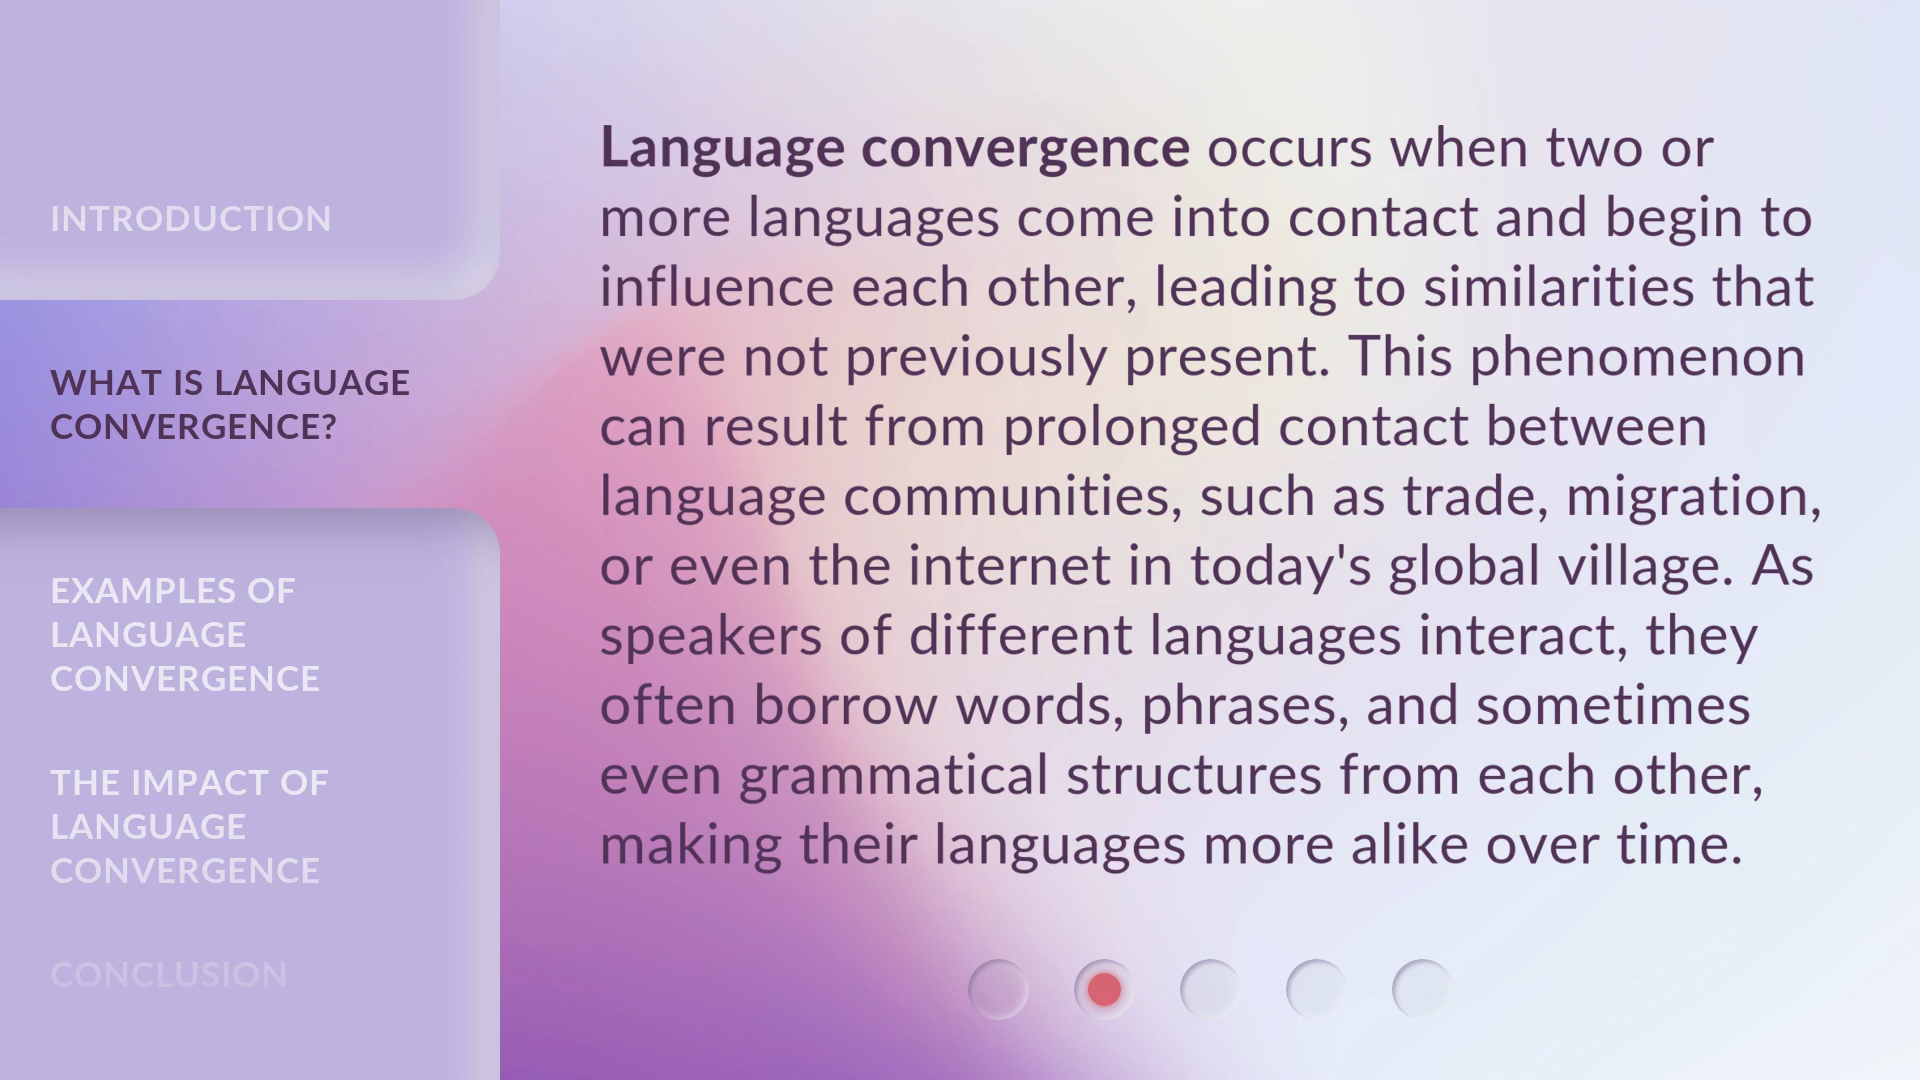 INTRODUCTION
WHAT IS LANGUAGE
CONVERGENCE?
EXAMPLES OF
LANGUAGE
CONVERGENCE
THE IMPACT OF
LANGUAGE
CONVERGENCE
CONCLUSION
Language convergence occurs when two or
more languages come into contact and begin to
influence each other, leading to similarities that
were not previously present. This phenomenon
can result from prolonged contact between
language communities, such as trade, migration,
or even the internet in today's global village. As
speakers of different languages interact, they
often borrow words, phrases, and sometimes
even grammatical structures from each other,
making their languages more alike over time.